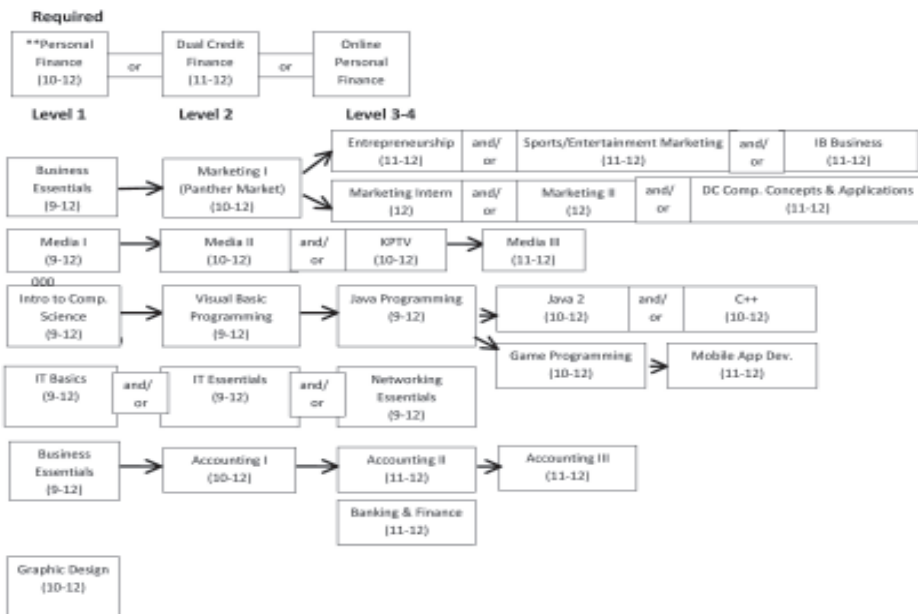 Required
**Personal
Finance
(10-12)
or
Dual Credit
Finance
(11-12)
or
Online
Personal
Finance
Level 1
Level 2
Level 3-4
Business
Essentials
(9-12)
Marketing I
(Panther Market)
(10-12)
Entrepreneurship
(11-12)
and/
or
Sports/Entertainment Marketing
(11-12)
and/
or
IB Business
(11-12)
Marketing Intern
(12)
and/
or
Marketing II
(12)
and/
or
DC Comp. Concepts & Applications
(11-12)
Media I
(9-12)
Media II
(10-12)
and/
or
KPTV
(10-12)
Media III
(11-12)
000
Intro to Comp.
Science
(9-12)
Visual Basic
Programming
(9-12)
Java Programming
(9-12)
Java 2
(10-12)
and/
or
C++
(10-12)
Game Programming
(10-12)
Mobile App Dev.
(11-12)
IT Basics
(9-12)
and/
or
IT Essentials
(9-12)
and/
or
Networking
Essentials
(9-12)
Business
Essentials
(9-12)
Accounting I
(10-12)
Accounting II
(11-12)
Accounting III
(11-12)
Banking & Finance
(11-12)
Graphic Design
(10-12)